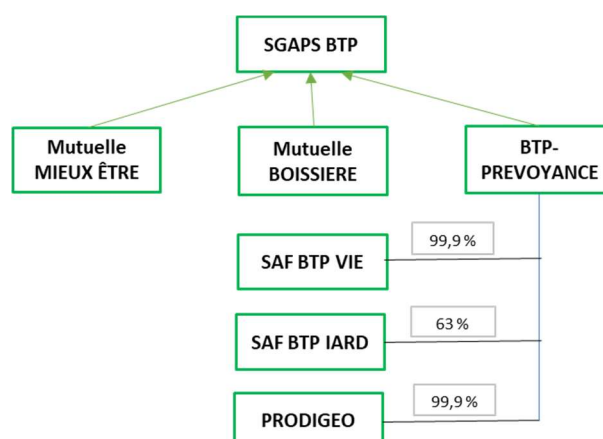 SGAPS BTP
Mutuelle
MIEUX ÊTRE
Mutuelle
BOISSIERE
BTP-
PREVOYANCE
99,9 %
SAF BTP VIE
63 %
SAF BTP IARD
99,9 %
PRODIGEO